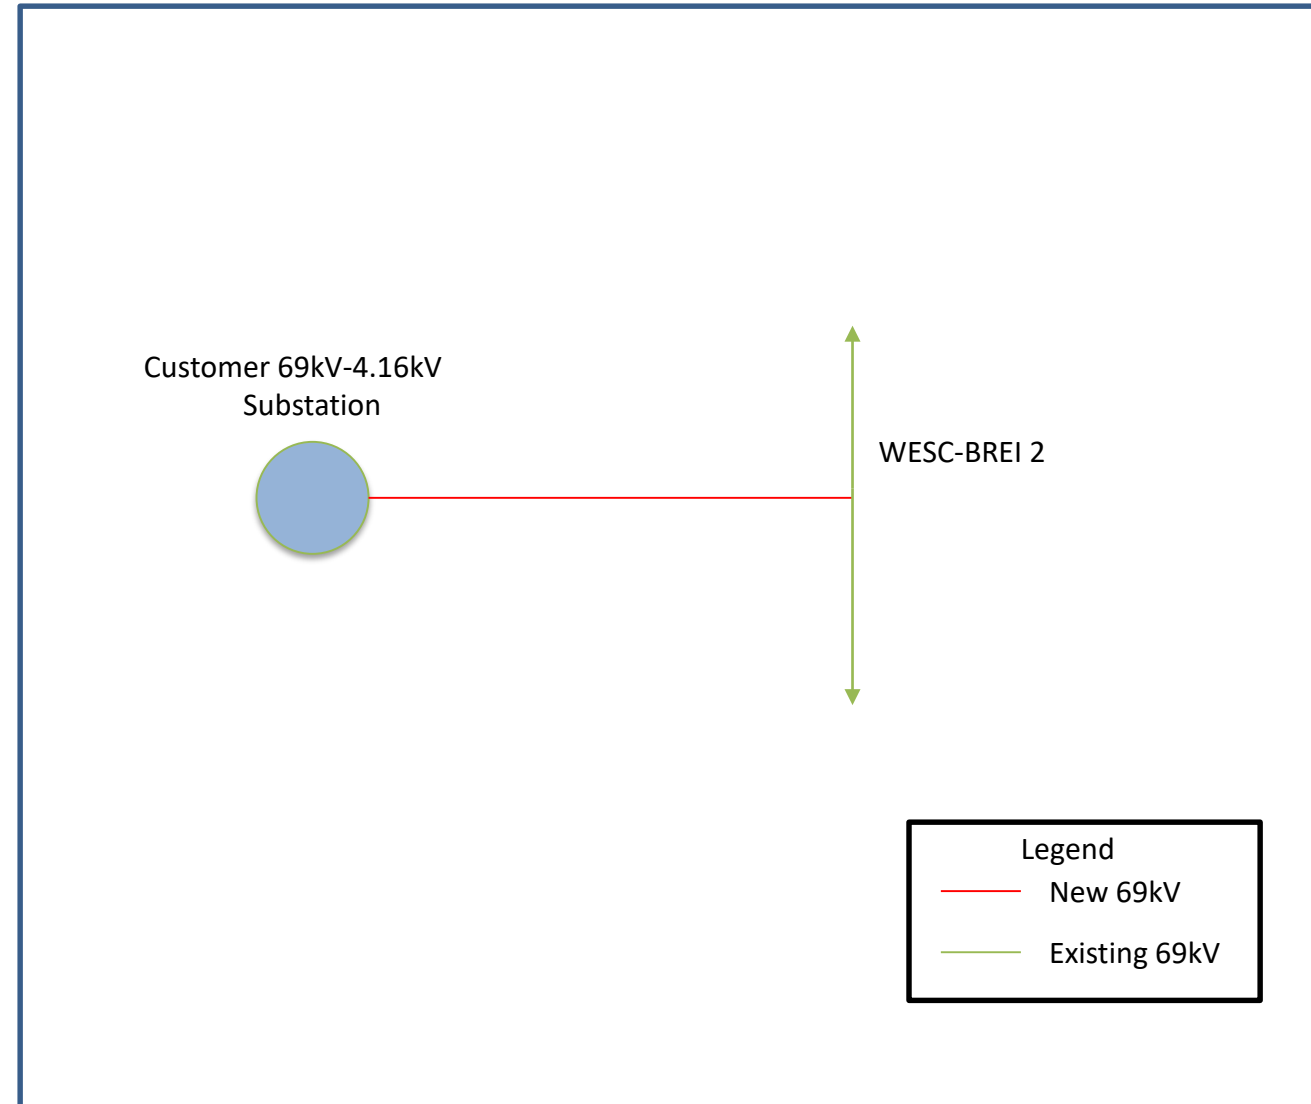 Customer 69kV-4.16kV
Substation
WESC-BREI 2
Legend
New 69kV
Existing 69kV